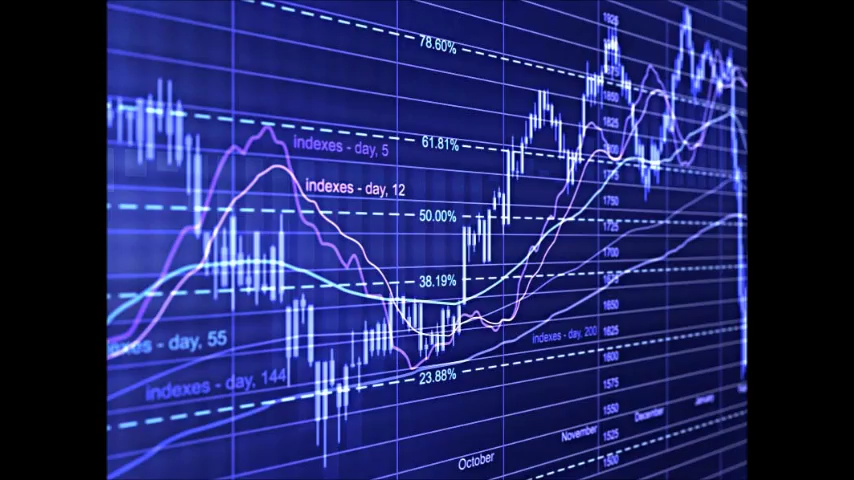 78.60%
61.81%
indexes - day, 5
indexes - day, 12
50.00%
38.19%
indexes - day, 55
indexes - day, 144
indexes - day, 200
23.88%
1925
1850
1825
1775
1750
1725
1700
1675
1650
1625
1600
1575
1550
1525
1500
October
November
December
January